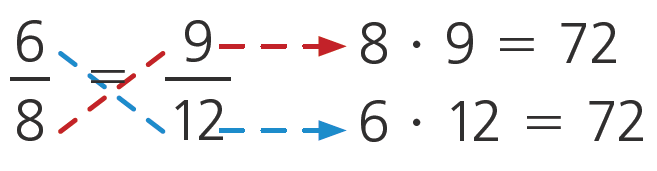 6 = 9 8 · 9 = 72
8 12 6 · 12 = 72